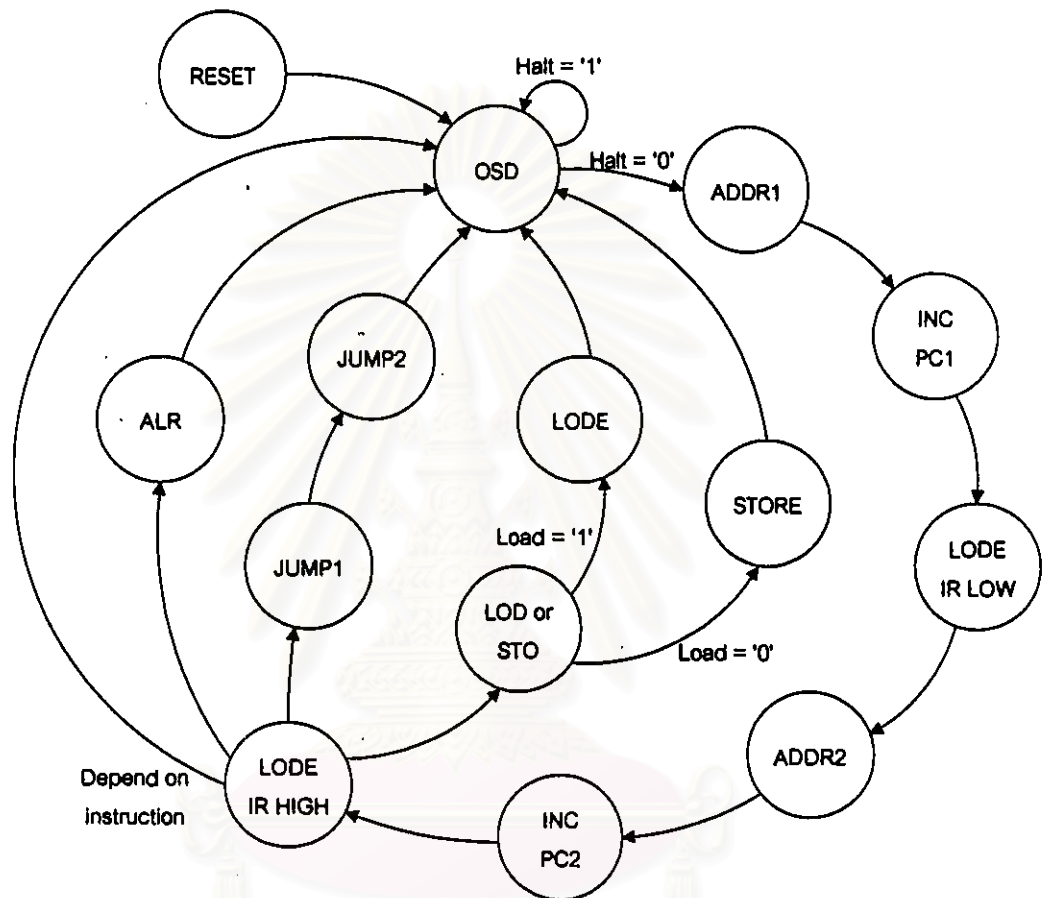 RESET
Halt = '1'
OSD
Halt = '0'
ADDR1
INC
PC1
JUMP2
ALR
LODE
STORE
LODE
IR LOW
JUMP1
Load = '1'
LOD or
STO
Load = '0'
ADDR2
LODE
IR HIGH
Depend on
instruction
INC
PC2